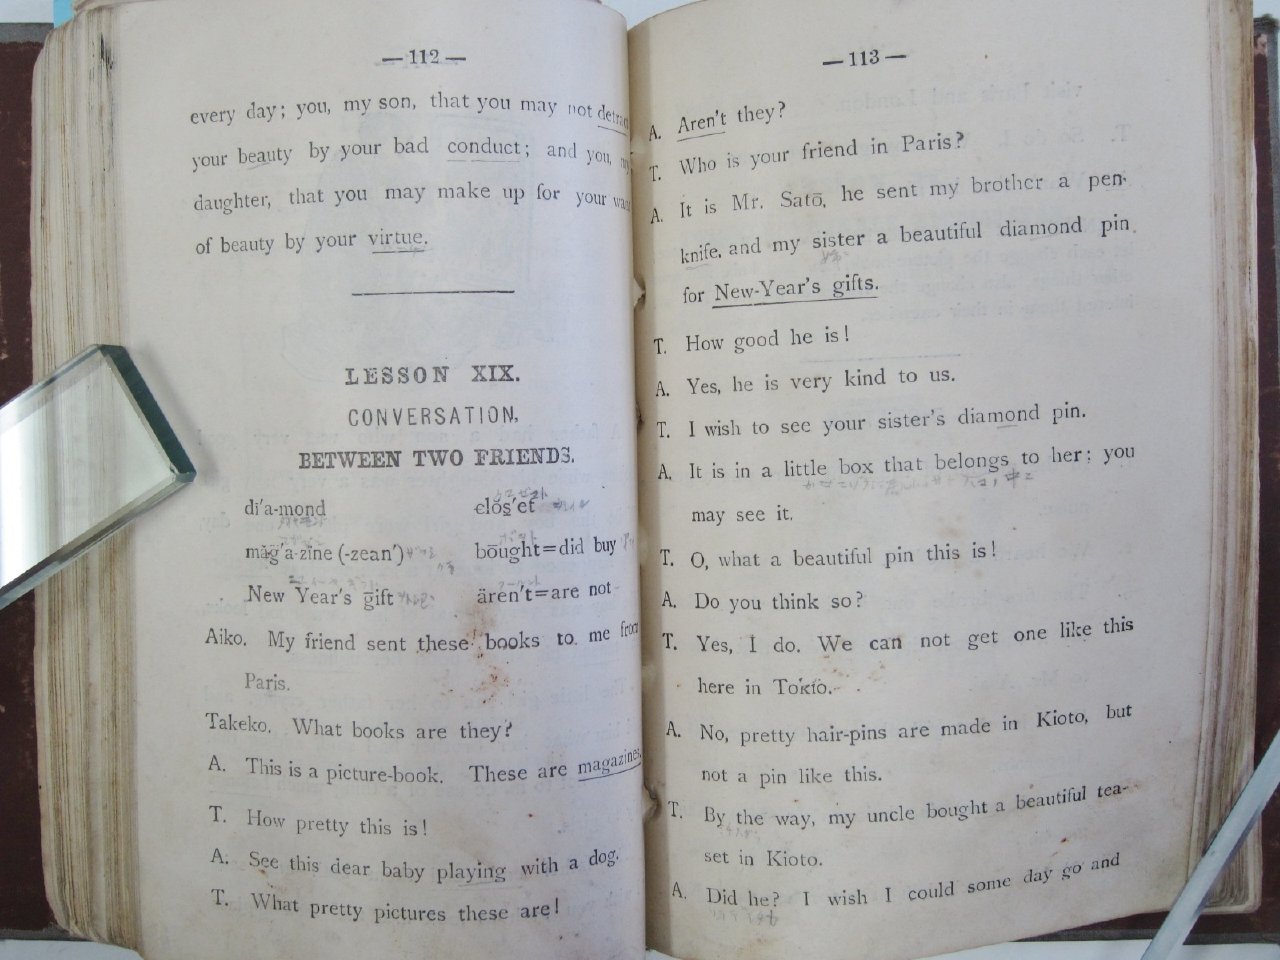 —112—
every day; you, my son, that you may not
your beauty by your bad conduct; and you,
daughter, that you may make up for your
of beauty by your virtue.
LESSON XIX.
CONVERSATION,
BETWEEN TWO FRIENDS.
di′a-mond clŏs̱′et
măg̅′a-zïne (-zean′) bōught=did buy
New Year's g̅ift ären't=are not
Aiko. My friend sent these books to me from
Paris.
Takeko. What books are they?
A. This is a picture-book. These are magazines.
T. How pretty this is!
A. See this dear baby playing with a dog.
T. What pretty pictures these are!
—113—
A. Aren't they?
T. Who is your friend in Paris?
A. It is Mr. Satō, he sent my brother a pen-
knife, and my sister a beautiful diamond pin
for New-Year's gifts.
T. How good he is!
A. Yes, he is very kind to us.
T. I wish to see your sister's diamond pin.
A. It is in a little box that belongs to her; you
may see it.
T. O, what a beautiful pin this is!
A. Do you think so?
T. Yes, I do. We can not get one like this
here in Tokio.
A. No, pretty hair-pins are made in Kioto, but
not a pin like this.
T. By the way, my uncle bought a beautiful tea-
set in Kioto.
A. Did he? I wish I could some day go and